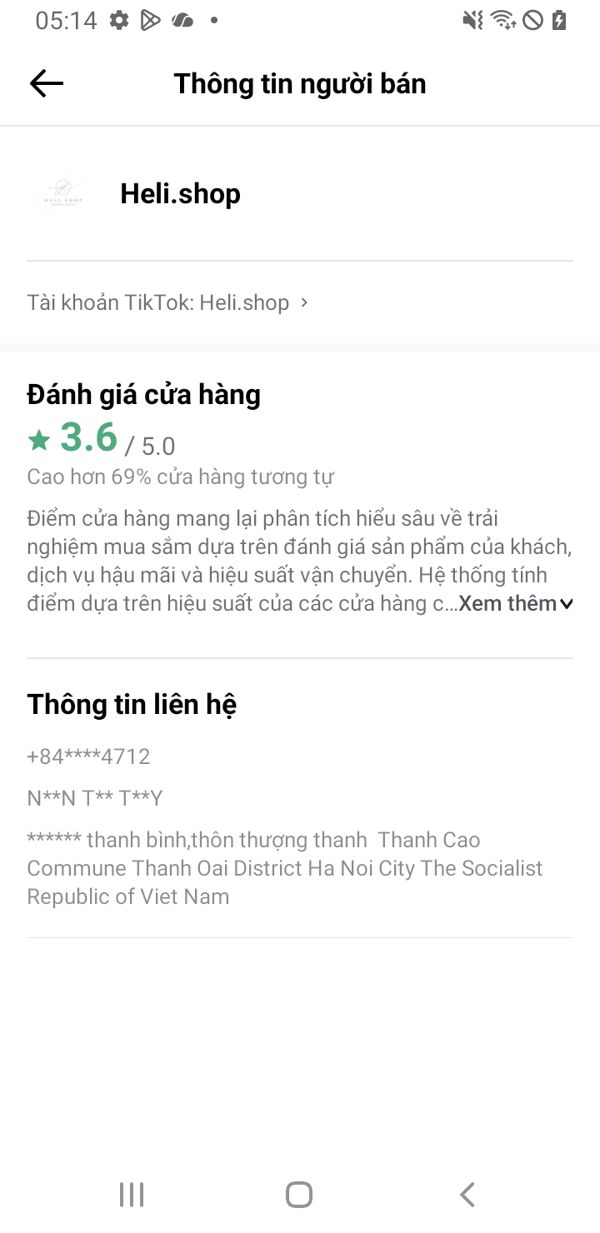 05:14
Thông tin người bán
HELI SHOP
Heli.shop
Tài khoản TikTok: Heli.shop
Đánh giá cửa hàng
3.6 / 5.0
Cao hơn 69% cửa hàng tương tự
Điểm cửa hàng mang lại phân tích hiểu sâu về trải
nghiệm mua sắm dựa trên đánh giá sản phẩm của khách,
dịch vụ hậu mãi và hiệu suất vận chuyển. Hệ thống tính
điểm dựa trên hiệu suất của các cửa hàng c...Xem thêm
Thông tin liên hệ
+84****4712
N**N T** T**Y
****** thanh bình,thôn thượng thanh  Thanh Cao
Commune Thanh Oai District Ha Noi City The Socialist
Republic of Viet Nam